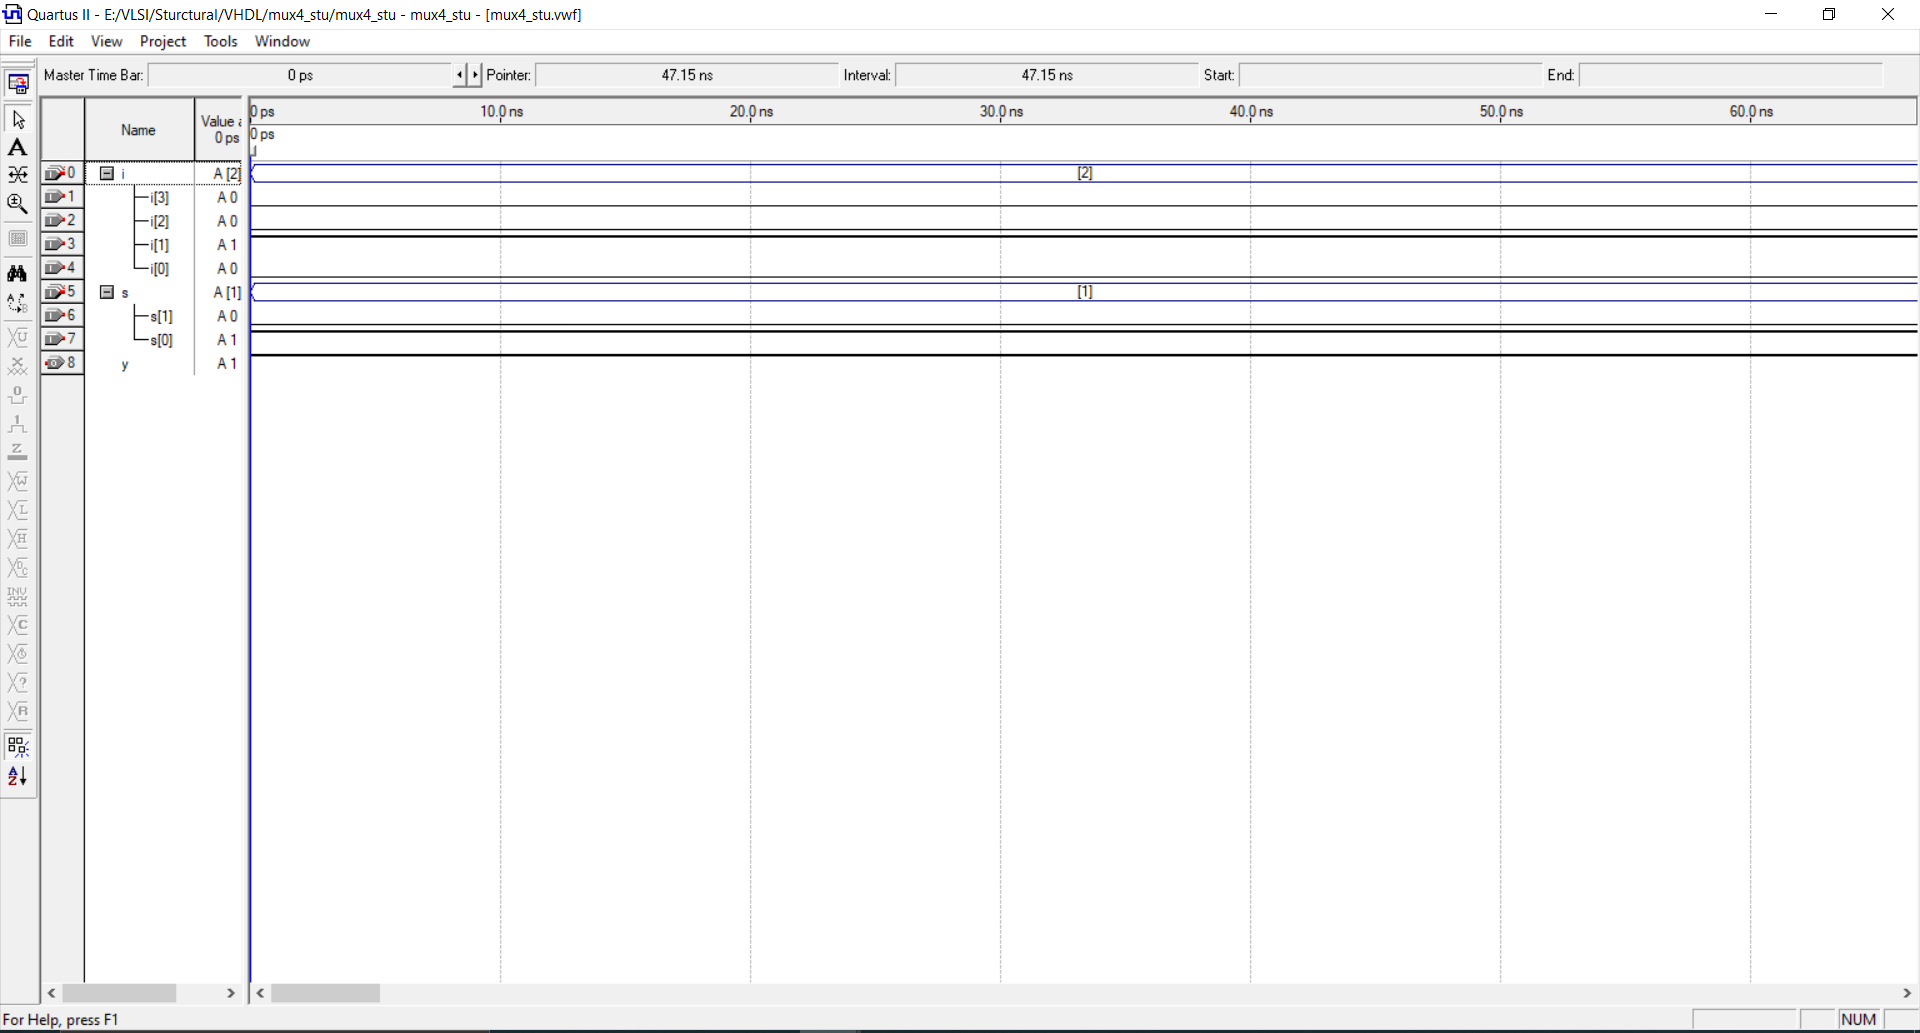 Quartus II - E:/VLSI/Sturctural/VHDL/mux4_stu/mux4_stu - mux4_stu - [mux4_stu.vwf]
File Edit View Project Tools Window
Master Time Bar: 0 ps Pointer: 47.15 ns Interval: 47.15 ns Start: End:
Name
Value a
0 ps
0 ps 10.0 ns 20.0 ns 30.0 ns 40.0 ns 50.0 ns 60.0 ns
0 ps
0 i A [2] [2]
1 i[3] A 0
2 i[2] A 0
3 i[1] A 1
4 i[0] A 0
5 s A [1] [1]
6 s[1] A 0
7 s[0] A 1
8 y A 1
For Help, press F1
NUM